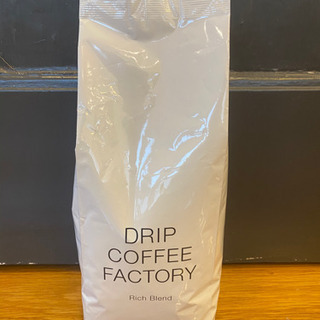 DRIP
COFFEE
FACTORY
Rich Blend